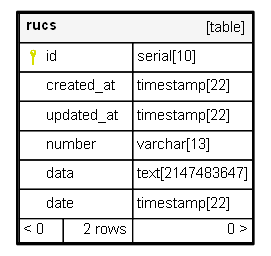 rucs [table]
id serial[10]
created_at timestamp[22]
updated_at timestamp[22]
number varchar[13]
data text[2147483647]
date timestamp[22]
< 0 2 rows 0 >